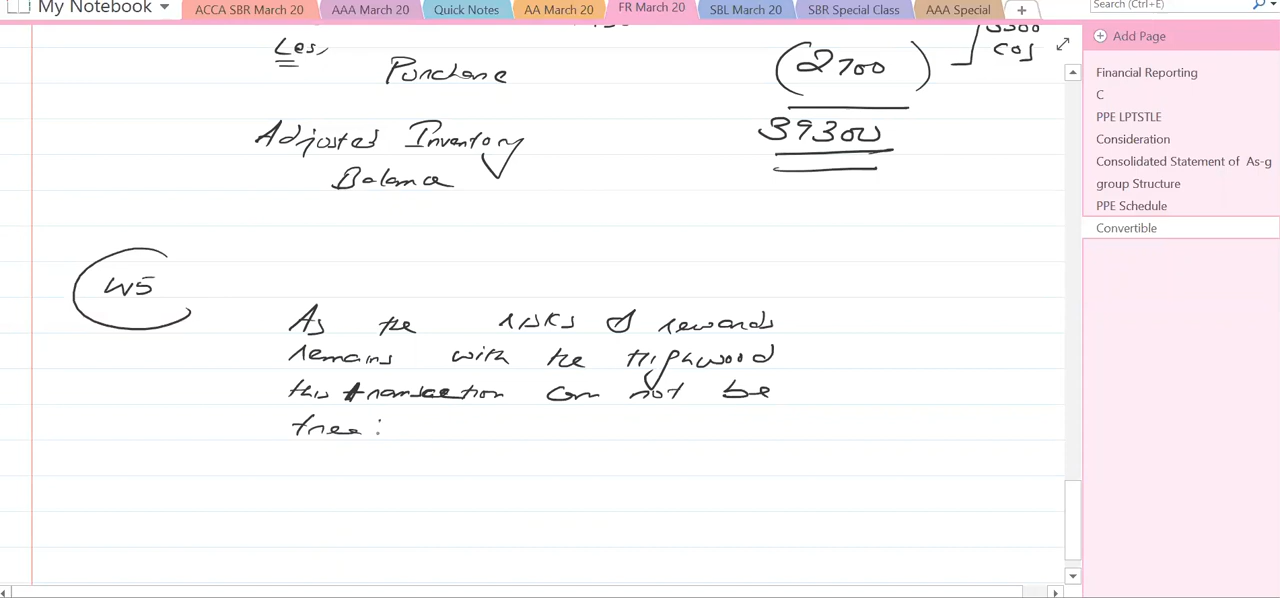 My Notebook
ACCA SBR March 20
AAA March 20
Quick Notes
AA March 20
FR March 20
SBL March 20
SBR Special Class
AAA Special
Search (Ctrl+E)
Add Page
Les,
Purchase
(2700)
3300
cos
Adjusted Inventory
39300
Balance
W5
As the risks & rewards
remains with the Highwood
this transaction can not be
trea
Financial Reporting
C
PPE LPTSTLE
Consideration
Consolidated Statement of As-g
group Structure
PPE Schedule
Convertible